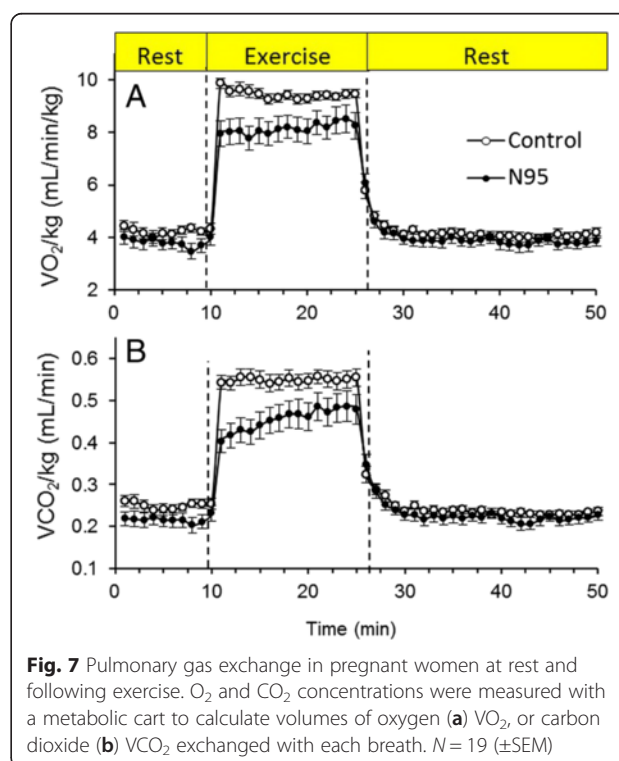 Rest Exercise Rest
A
10
8
6
4
2
VO₂/kg (mL/min/kg)
Control
N95
0 10 20 30 40 50
B
0.6
0.5
0.4
0.3
0.2
0.1
VCO₂/kg (mL/min)
0 10 20 30 40 50
Time (min)
Fig. 7 Pulmonary gas exchange in pregnant women at rest and
following exercise. O₂ and CO₂ concentrations were measured with
a metabolic cart to calculate volumes of oxygen (a) VO₂, or carbon
dioxide (b) VCO₂ exchanged with each breath. N = 19 (±SEM)